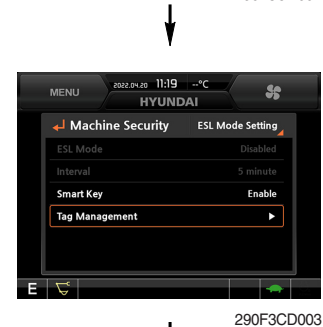 MENU
2022.04.20 11:19 --°C
HYUNDAI
Machine Security
ESL Mode Setting
ESL Mode Disabled
Interval 5 minute
Smart Key Enable
Tag Management
E
290F3CD003